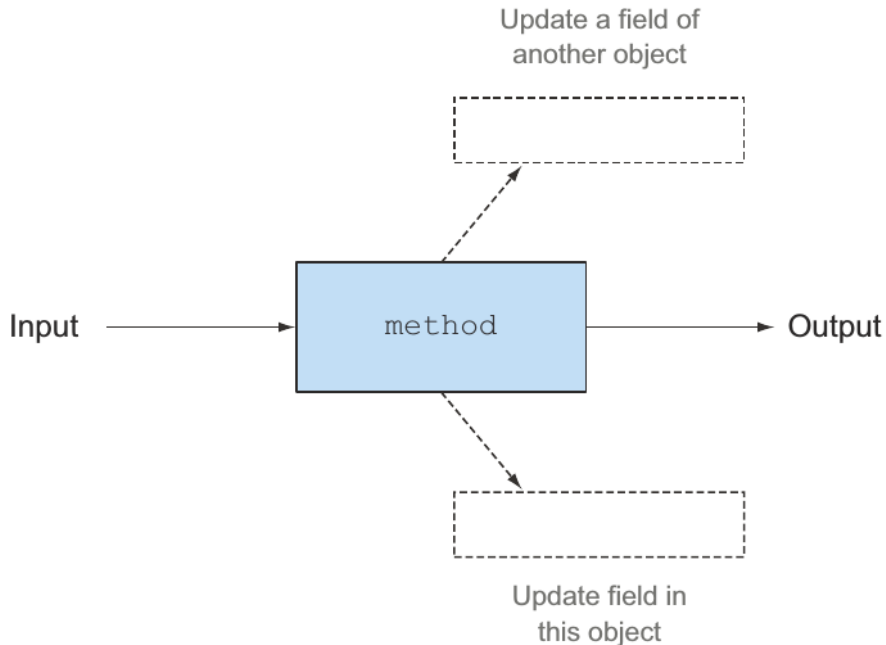 Update a field of
another object
Input
method
Output
Update field in
this object